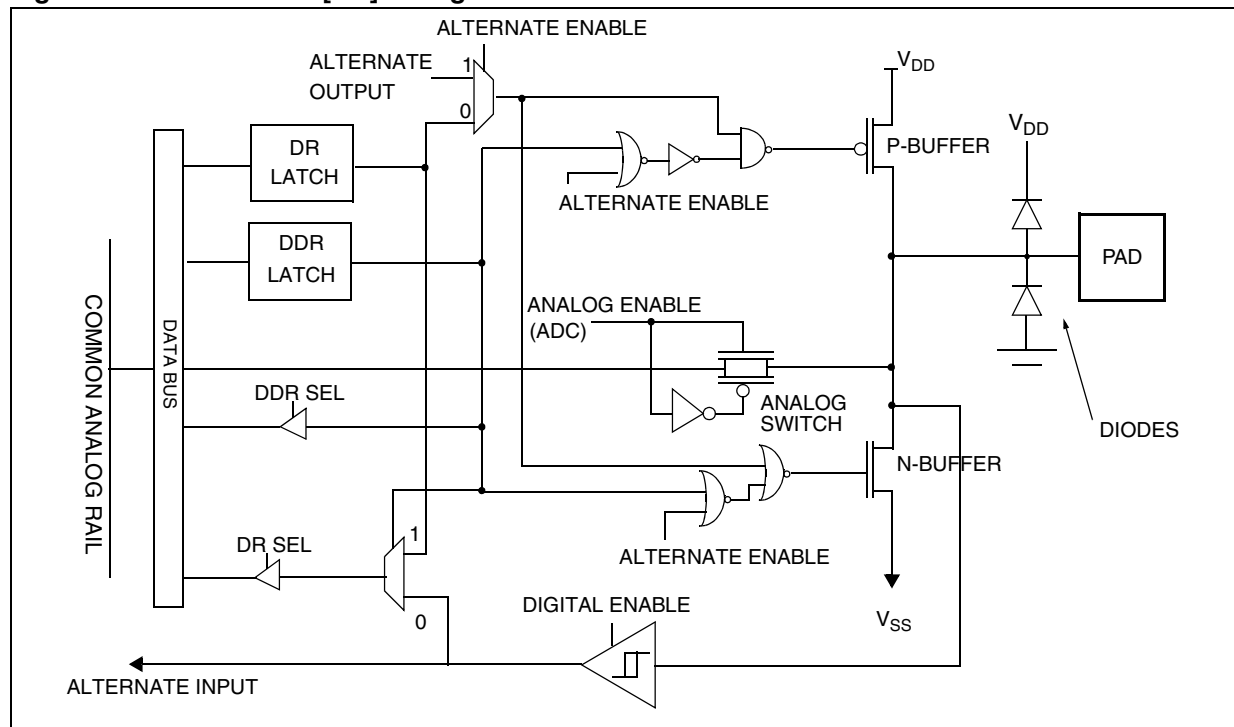 ALTERNATE ENABLE
ALTERNATE
OUTPUT
1
0
V_DD
P-BUFFER
V_DD
DR
LATCH
ALTERNATE ENABLE
DDR
LATCH
PAD
COMMON ANALOG RAIL
DATA BUS
ANALOG ENABLE
(ADC)
DDR SEL
ANALOG
SWITCH
DIODES
N-BUFFER
1
DR SEL
ALTERNATE ENABLE
0
DIGITAL ENABLE
V_SS
ALTERNATE INPUT